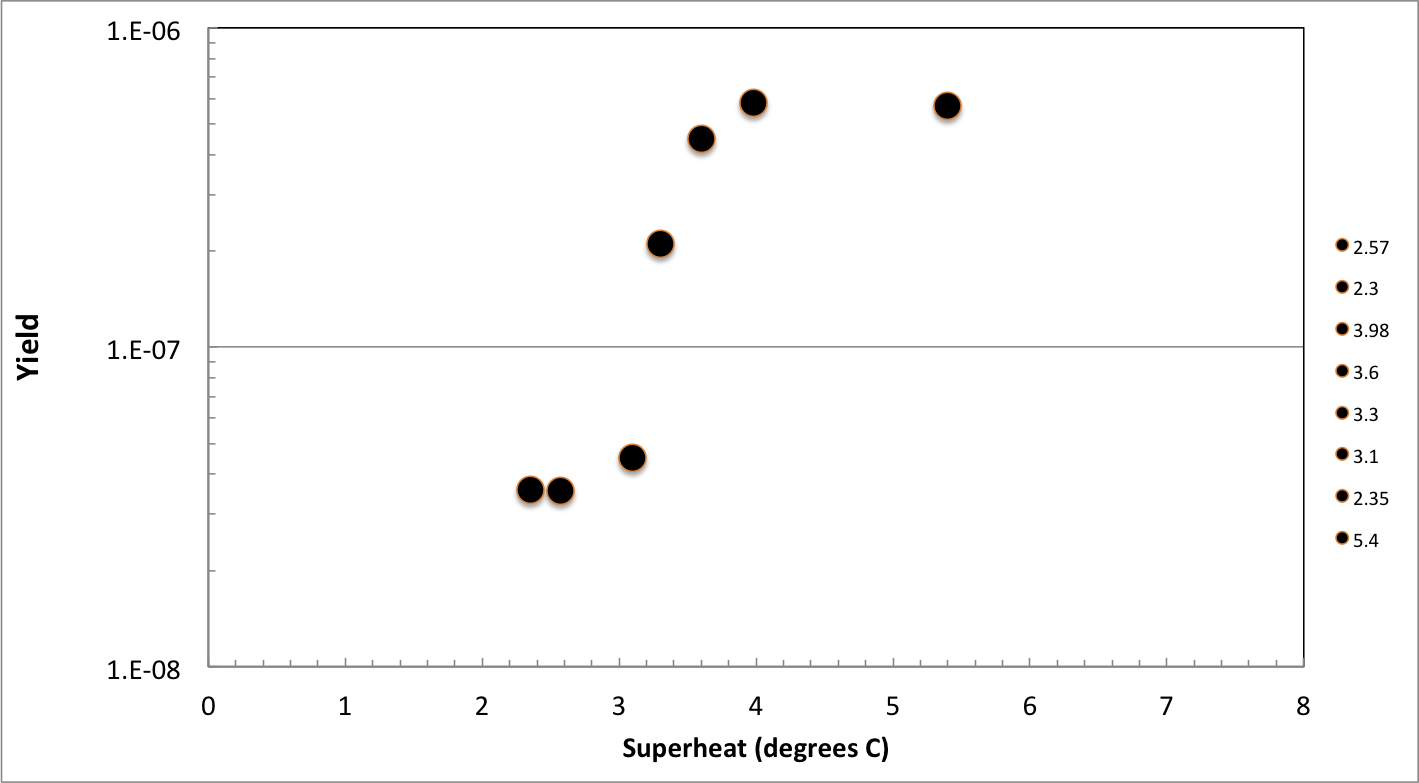 1.E-06
1.E-07
1.E-08
Yield
0 1 2 3 4 5 6 7 8
Superheat (degrees C)
2.57
2.3
3.98
3.6
3.3
3.1
2.35
5.4